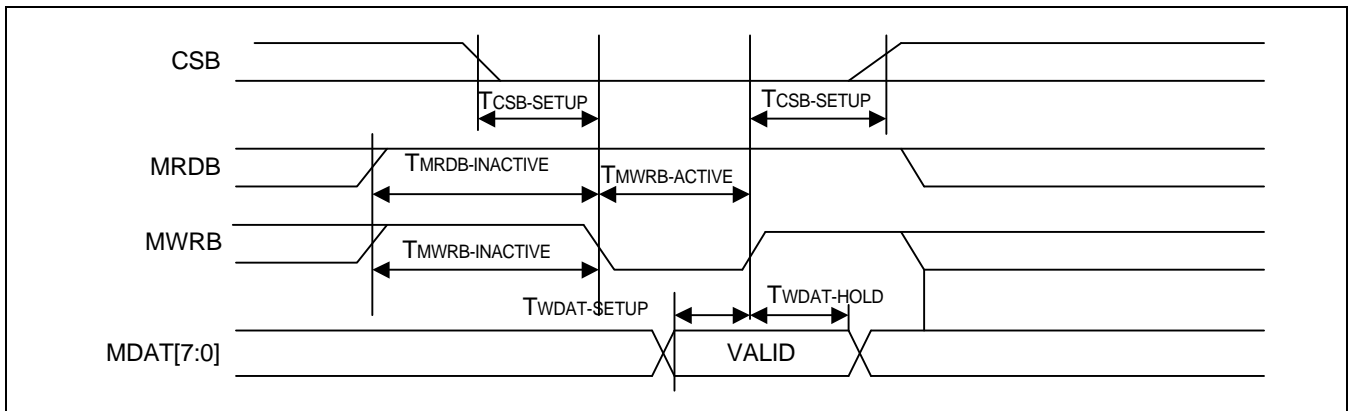 CSB
TCSB-SETUP
TCSB-SETUP
MRDB
TMRDB-INACTIVE
TMWRB-ACTIVE
MWRB
TMWRB-INACTIVE
TWDAT-SETUP
TWDAT-HOLD
MDAT[7:0]
VALID